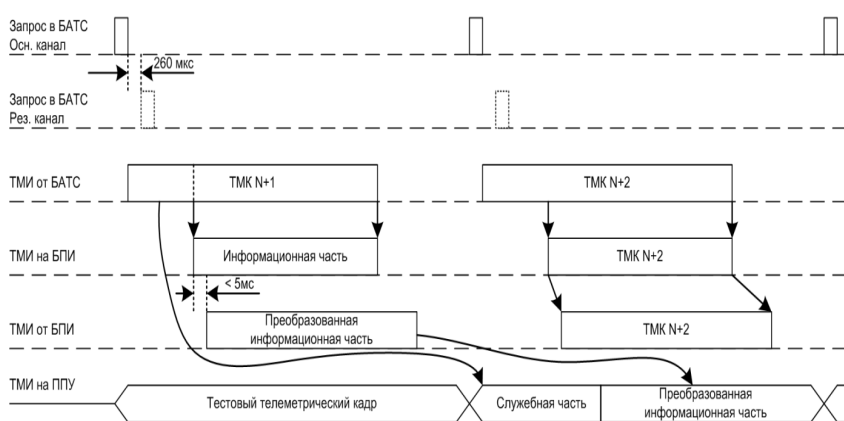 Запрос в БАТС
Осн. канал
260 мкс
Запрос в БАТС
Рез. канал
ТМИ от БАТС
ТМК N+1
ТМК N+2
ТМИ на БПИ
Информационная часть
ТМК N+2
< 5мс
ТМИ от БПИ
Преобразованная
информационная часть
ТМК N+2
ТМИ на ППУ
Тестовый телеметрический кадр
Служебная часть
Преобразованная
информационная часть